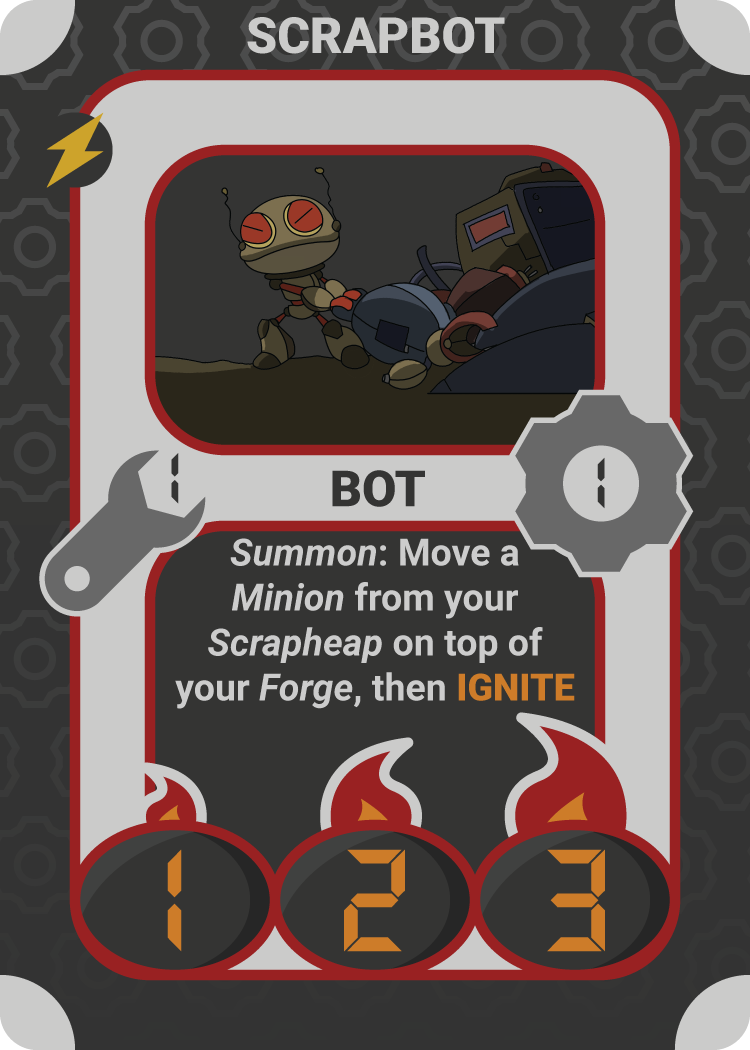 SCRAPBOT
1
BOT
1
Summon: Move a
Minion from your
Scrapheap on top of
your Forge, then IGNITE
1 2 3